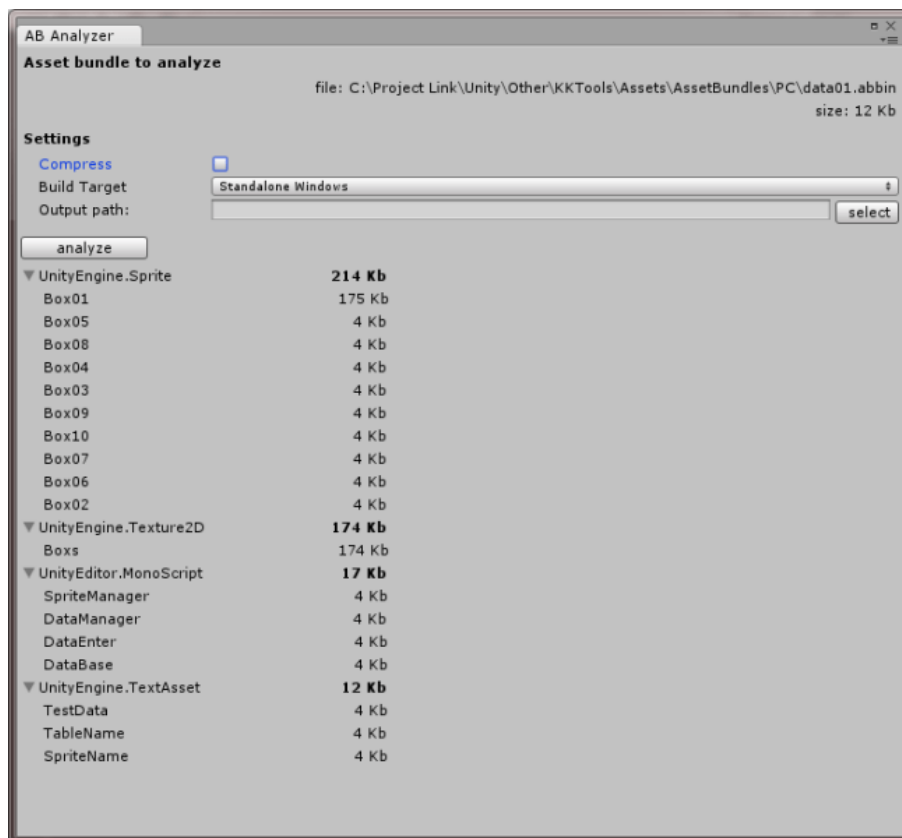 AB Analyzer
Asset bundle to analyze
file: C:\Project Link\Unity\Other\KKTools\Assets\AssetBundles\PC\data01.abbin
size: 12 Kb
Settings
Compress
Build Target Standalone Windows
Output path: select
analyze
UnityEngine.Sprite 214 Kb
Box01 175 Kb
Box05 4 Kb
Box08 4 Kb
Box04 4 Kb
Box03 4 Kb
Box09 4 Kb
Box10 4 Kb
Box07 4 Kb
Box06 4 Kb
Box02 4 Kb
UnityEngine.Texture2D 174 Kb
Boxs 174 Kb
UnityEditor.MonoScript 17 Kb
SpriteManager 4 Kb
DataManager 4 Kb
DataEnter 4 Kb
DataBase 4 Kb
UnityEngine.TextAsset 12 Kb
TestData 4 Kb
TableName 4 Kb
SpriteName 4 Kb